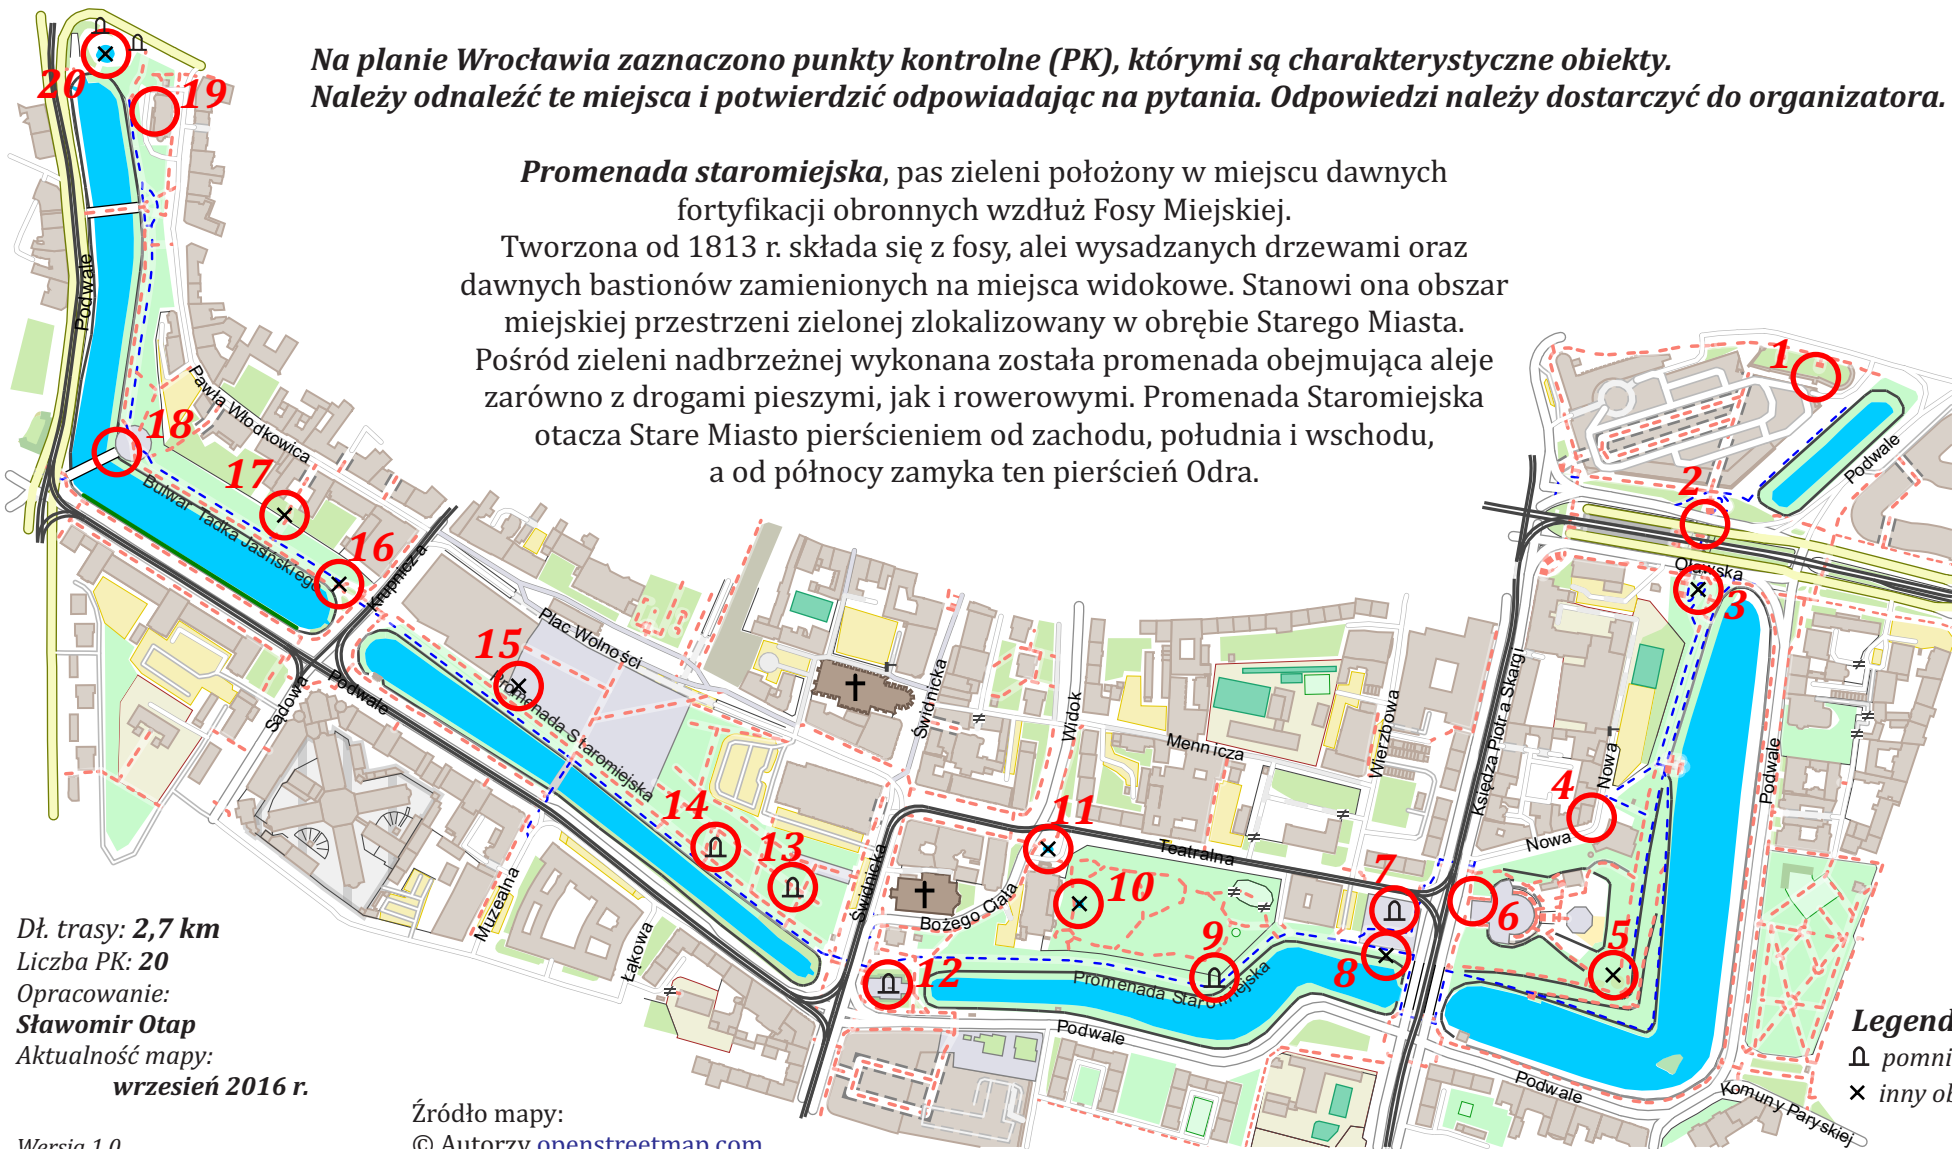 Na planie Wrocławia zaznaczono punkty kontrolne (PK), którymi są charakterystyczne obiekty.
Należy odnaleźć te miejsca i potwierdzić odpowiadając na pytania. Odpowiedzi należy dostarczyć do organizatora.
Promenada staromiejska, pas zieleni położony w miejscu dawnych
fortyfikacji obronnych wzdłuż Fosy Miejskiej.
Tworzona od 1813 r. składa się z fosy, alei wysadzanych drzewami oraz
dawnych bastionów zamienionych na miejsca widokowe. Stanowi ona obszar
miejskiej przestrzeni zielonej zlokalizowany w obrębie Starego Miasta.
Pośród zieleni nadbrzeżnej wykonana została promenada obejmująca aleje
zarówno z drogami pieszymi, jak i rowerowymi. Promenada Staromiejska
otacza Stare Miasto pierścieniem od zachodu, południa i wschodu,
a od północy zamyka ten pierścień Odra.
20
19
18
17
16
15
14
13
12
11
10
9
8
7
6
5
4
3
2
1
Podwale
Pawła Włodkowica
Bulwar Tadka Jasińskiego
Krupnicza
Plac Wolności
Promenada Staromiejska
Podwale
Sądowa
Muzealna
Łąkowa
Świdnicka
Świdnicka
Bożego Ciała
Widok
Mennicza
Teatralna
Wierzbowa
Promenada Staromiejska
Podwale
Księdza Piotra Skargi
Nowa
Nowa
Oławska
Podwale
Podwale
Podwale
Komuny Paryskiej
Dł. trasy: 2,7 km
Liczba PK: 20
Opracowanie:
Sławomir Otap
Aktualność mapy:
wrzesień 2016 r.
Wersja 1.0
Źródło mapy:
© Autorzy openstreetmap.com
Legend
pomni
inny ob